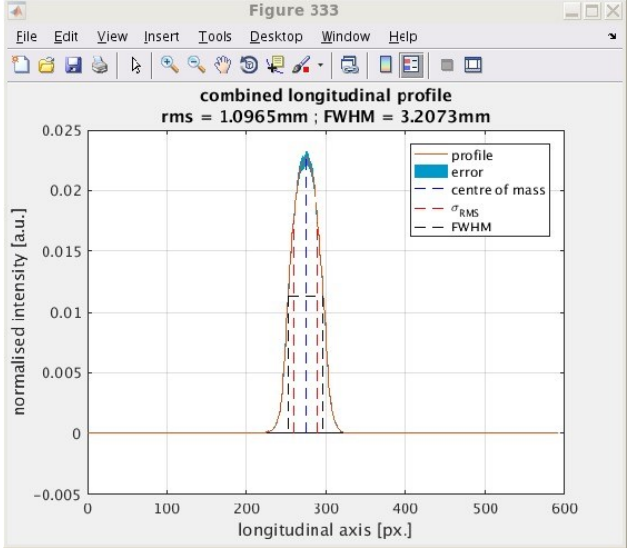 Figure 333
File Edit View Insert Tools Desktop Window Help
combined longitudinal profile
rms = 1.0965mm ; FWHM = 3.2073mm
0.025
0.02
0.015
0.01
0.005
0
-0.005
normalised intensity [a.u.]
profile
error
centre of mass
σRMS
FWHM
0 100 200 300 400 500 600
longitudinal axis [px.]